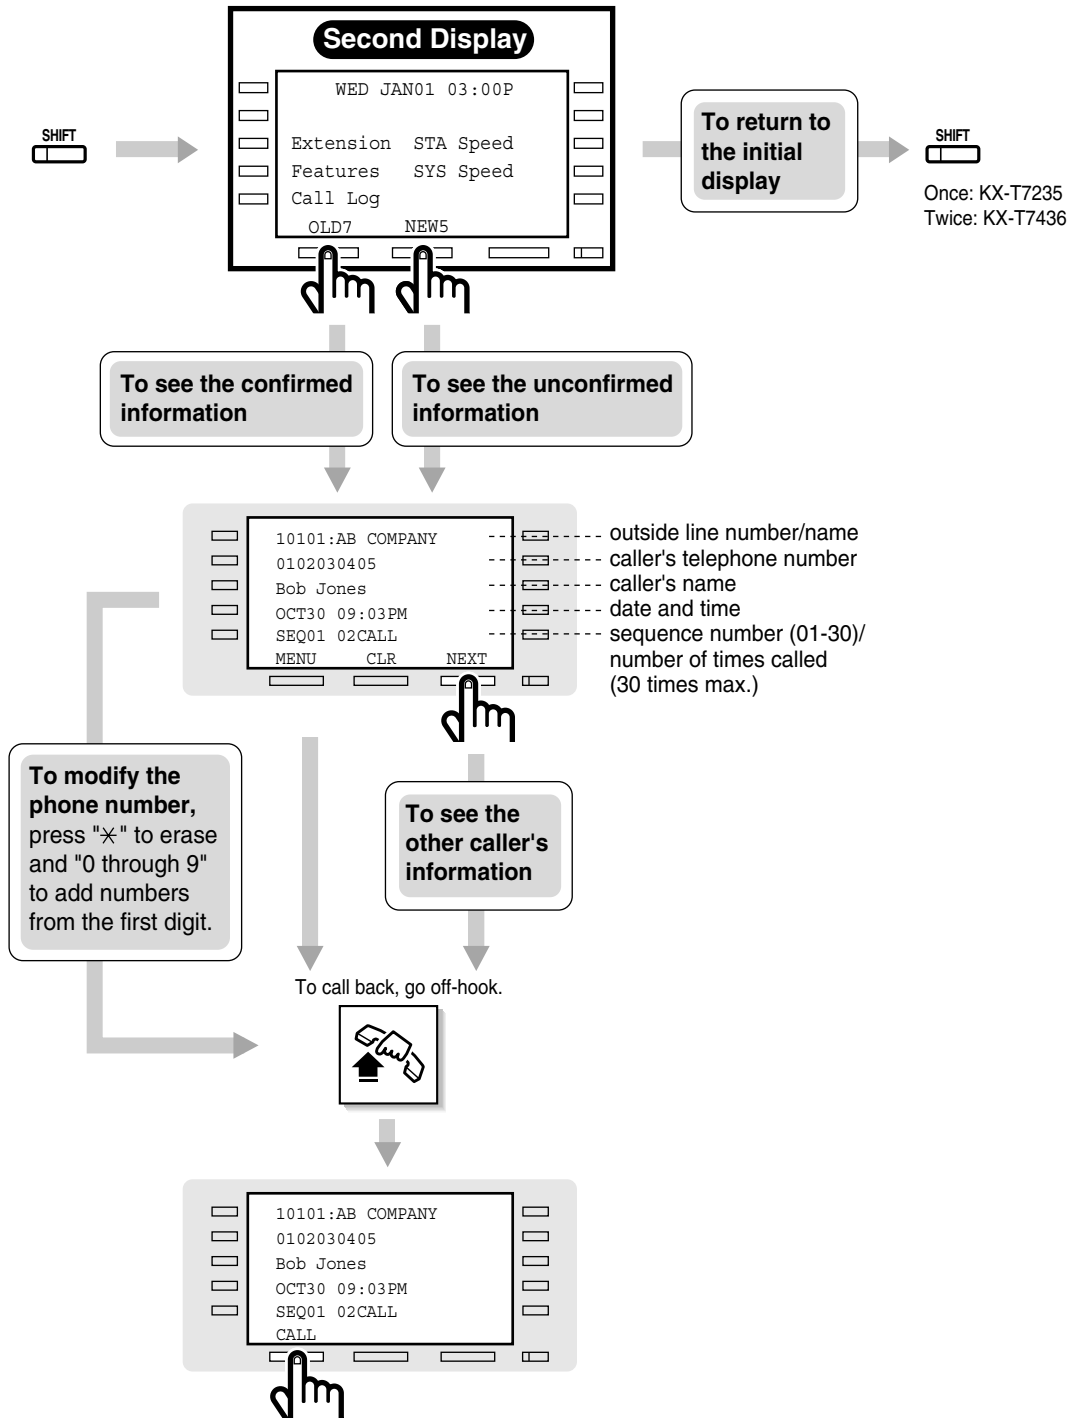 Second Display
WED JAN01 03:00P
Extension STA Speed
Features SYS Speed
Call Log
OLD7 NEW5
SHIFT
To return to
the initial
display
SHIFT
Once: KX-T7235
Twice: KX-T7436
To see the confirmed
information
To see the unconfirmed
information
10101:AB COMPANY
0102030405
Bob Jones
OCT30 09:03PM
SEQ01 02CALL
MENU CLR NEXT
outside line number/name
caller's telephone number
caller's name
date and time
sequence number (01-30)/
number of times called
(30 times max.)
To modify the
phone number,
press "✳" to erase
and "0 through 9"
to add numbers
from the first digit.
To see the
other caller's
information
To call back, go off-hook.
10101:AB COMPANY
0102030405
Bob Jones
OCT30 09:03PM
SEQ01 02CALL
CALL